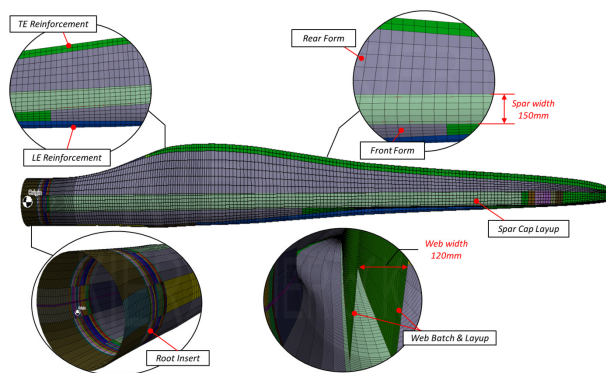 TE Reinforcement
Rear Form
Spar width
150mm
LE Reinforcement
Front Form
Origin
Spar Cap Layup
Web width
120mm
Root Insert
Web Batch & Layup